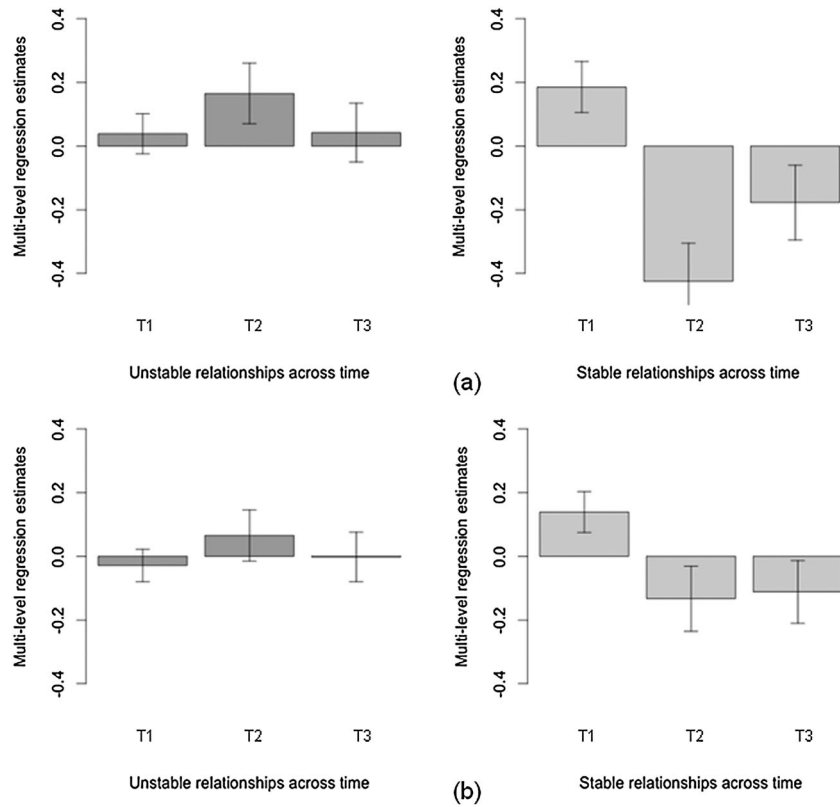 Multi-level regression estimates
0.4
0.2
0.0
-0.2
-0.4
T1 T2 T3
Unstable relationships across time
Multi-level regression estimates
0.4
0.2
0.0
-0.2
-0.4
T1 T2 T3
Stable relationships across time
(a)
Multi-level regression estimates
0.4
0.2
0.0
-0.2
-0.4
T1 T2 T3
Unstable relationships across time
Multi-level regression estimates
0.4
0.2
0.0
-0.2
-0.4
T1 T2 T3
Stable relationships across time
(b)